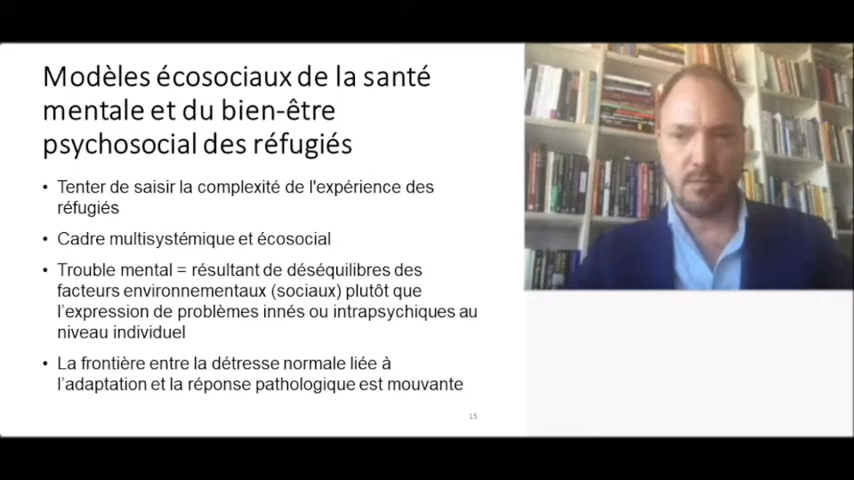 Modèles écosociaux de la santé
mentale et du bien-être
psychosocial des réfugiés
• Tenter de saisir la complexité de l'expérience des
réfugiés
• Cadre multisystémique et écosocial
• Trouble mental = résultant de déséquilibres des
facteurs environnementaux (sociaux) plutôt que
l’expression de problèmes innés ou intrapsychiques au
niveau individuel
• La frontière entre la détresse normale liée à
l’adaptation et la réponse pathologique est mouvante
15